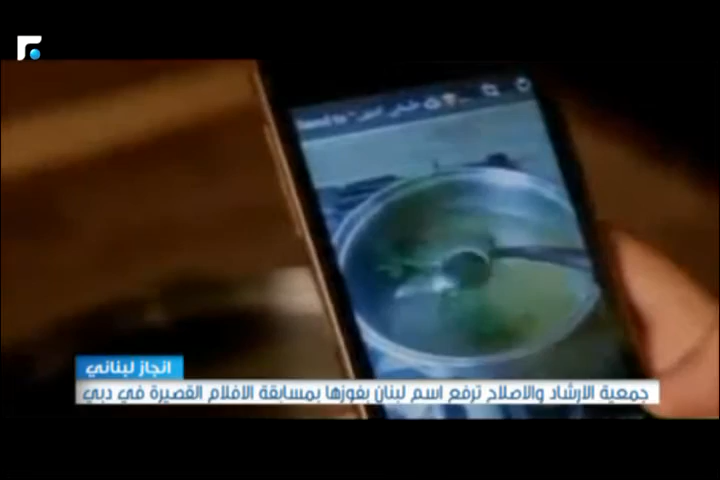 انجاز لبناني
جمعية الارشاد والاصلاح ترفع اسم لبنان بفوزها بمسابقة الافلام القصيرة في دبي